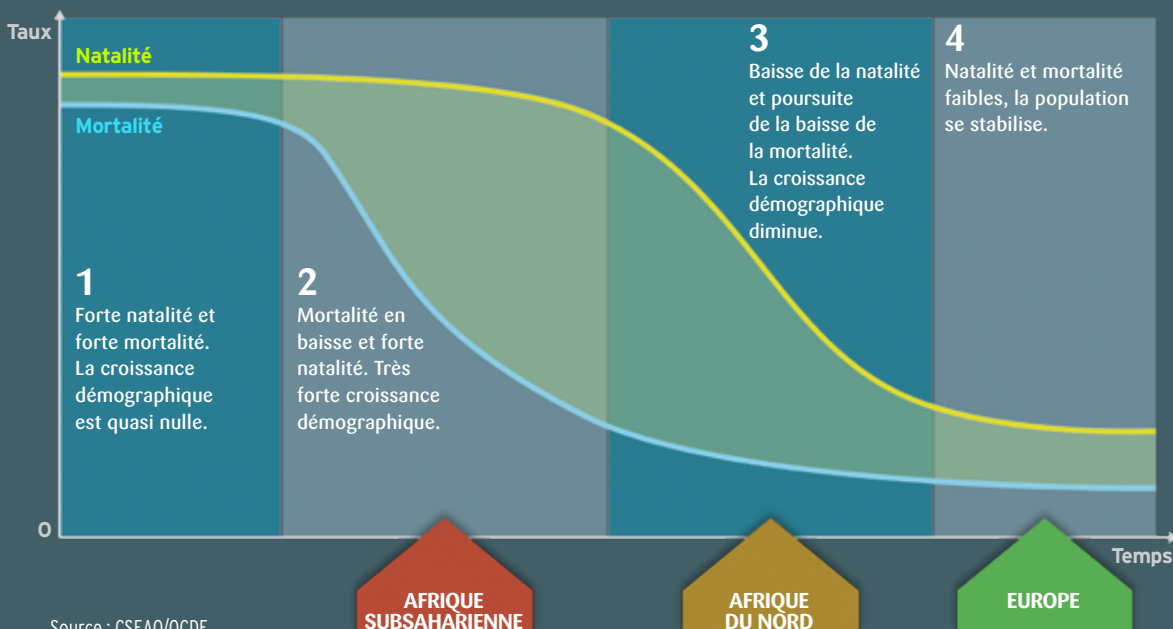 Taux
Natalité
Mortalité
1
Forte natalité et
forte mortalité.
La croissance
démographique
est quasi nulle.
2
Mortalité en
baisse et forte
natalité. Très
forte croissance
démographique.
3
Baisse de la natalité
et poursuite
de la baisse de
la mortalité.
La croissance
démographique
diminue.
4
Natalité et mortalité
faibles, la population
se stabilise.
0
Temps
AFRIQUE
SUBSAHARIENNE
AFRIQUE
DU NORD
EUROPE
Source : CSEAO/OCDE